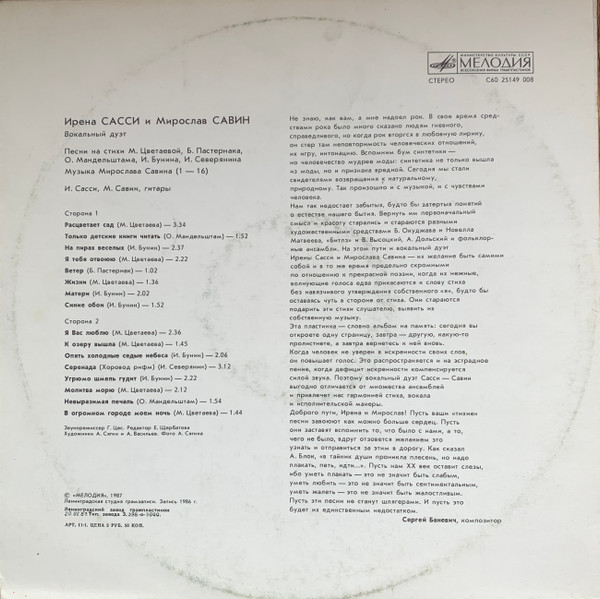 МИНИСТЕРСТВО КУЛЬТУРЫ СССР
МЕЛОДИЯ
ВСЕСОЮЗНАЯ ФИРМА ГРАМПЛАСТИНОК
СТЕРЕО С60 25149 008
Ирена САССИ и Мирослав САВИН
Вокальный дуэт
Песни на стихи М. Цветаевой, Б. Пастернака,
О. Мандельштама, И. Бунина, И. Северянина
Музыка Мирослава Савина (1 — 16)
И. Сасси, М. Савин, гитары
Сторона 1
Расцветает сад (М. Цветаева) — 3.34
Только детские книги читать (О. Мандельштам) — 1.52
На пирах веселых (И. Бунин) — 2.37
Я тебя отвоюю (М. Цветаева) — 2.22
Ветер (Б. Пастернак) — 1.02
Жизни (М. Цветаева) — 1.36
Матери (И. Бунин) — 2.02
Синие обои (И. Бунин) — 1.52
Сторона 2
Я Вас люблю (М. Цветаева) — 2.36
К озеру вышла (М. Цветаева) — 1.45
Опять холодные седые небеса (И. Бунин) — 2.06
Серенада (Хоровод рифм) (И. Северянин) — 3.12
Угрюмо шмель гудит (И. Бунин) — 2.22
Молитва морю (М. Цветаева) — 2.12
Невыразимая печаль (О. Мандельштам) — 1.54
В огромном городе моем ночь (М. Цветаева) — 1.44
Звукорежиссер Г. Цес. Редактор Е. Щербатова
Художники А. Сягин и А. Васильев. Фото А. Сягина
© «МЕЛОДИЯ», 1987
Ленинградская студия грамзаписи. Запись 1986 г.
Ленинградский завод грампластинок
АРТ. 11-1. ЦЕНА 2 РУБ. 50 КОП.
Не знаю, как вам, а мне надоел рок. В свое время сред-
ствами рока было много сказано людям гневного,
справедливого, но когда рок вторгся в любовную лирику,
он стер там неповторимость человеческих отношений,
их игру, интонацию. Вспомним бум синтетики —
но человечество мудрее моды: синтетика не только вышла
из моды, но и признана вредной. Сегодня мы стали
свидетелями возвращения к натуральному,
природному. Так произошло и с музыкой, и с чувствами
человека.
Нам так недостает забытых, будто бы затертых понятий
о естестве нашего бытия. Вернуть им первоначальный
смысл и красоту старались и стараются разными
художественными средствами Б. Окуджава и Новелла
Матвеева, «Битлз» и В. Высоцкий, А. Дольский и фольклор-
ные ансамбли. На этом пути и вокальный дуэт
Ирены Сасси и Мирослава Савина — их желание быть самими
собой и в то же время предельно скромными
по отношению к прекрасной поэзии, когда их нежные,
волнующие голоса едва прикасаются к слову стиха
без навязчивого утверждения собственного «я», будто бы
оставаясь чуть в стороне от стиха. Они стараются
подарить эти стихи слушателю, выявить их
собственную музыку.
Эта пластинка — словно альбом на память: сегодня вы
откроете одну страницу, завтра — другую, какую-то
пролистнете, а завтра вернетесь к ней вновь.
Когда человек не уверен в искренности своих слов,
он повышает голос. Это распространяется и на эстрадное
пение, когда дефицит искренности компенсируется
силой звука. Поэтому вокальный дуэт Сасси — Савин
выгодно отличается от множества ансамблей
и привлечет нас гармонией стиха, вокала
и исполнительской манеры.
Доброго пути, Ирена и Мирослав! Пусть ваши «тихие»
песни завоюют как можно больше сердец. Пусть
они заставят вспомнить то, что было с нами, а то,
чего не было, вдруг отзовется желанием это
узнать и отправиться за этим в дорогу. Как сказал
А. Блок, «в тайник души проникла плесень, но надо
плакать, петь, идти...». Пусть нам XX век оставит слезы,
ибо уметь плакать — это не значит быть слабым,
уметь любить — это не значит быть сентиментальным,
уметь жалеть — это не значит быть жалостливым.
Пусть эти песни не станут шлягерами. И пусть это
будет их единственным недостатком.
Сергей Баневич, композитор